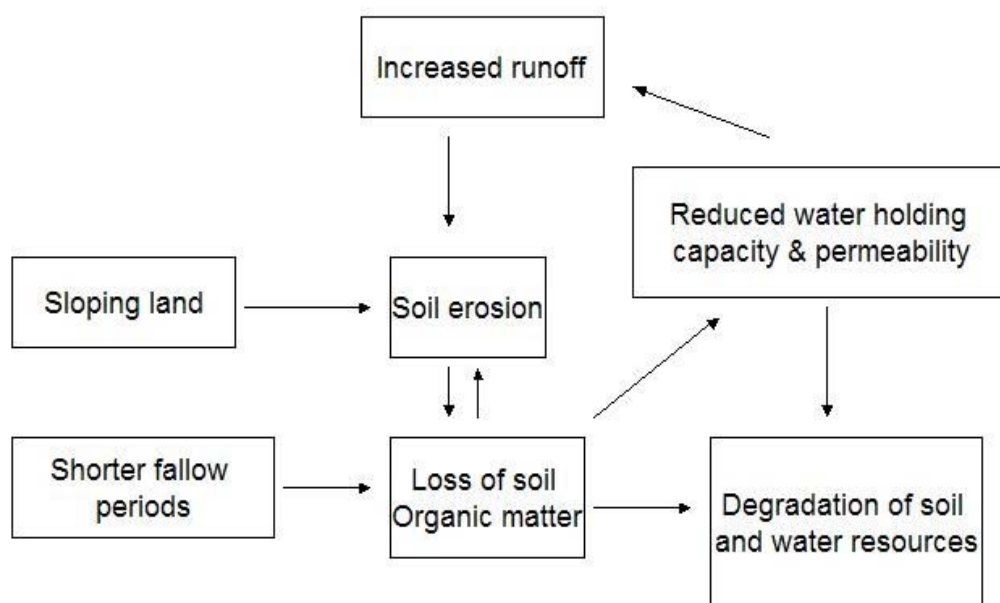 Increased runoff
Reduced water holding
capacity & permeability
Sloping land
Soil erosion
Shorter fallow
periods
Loss of soil
Organic matter
Degradation of soil
and water resources